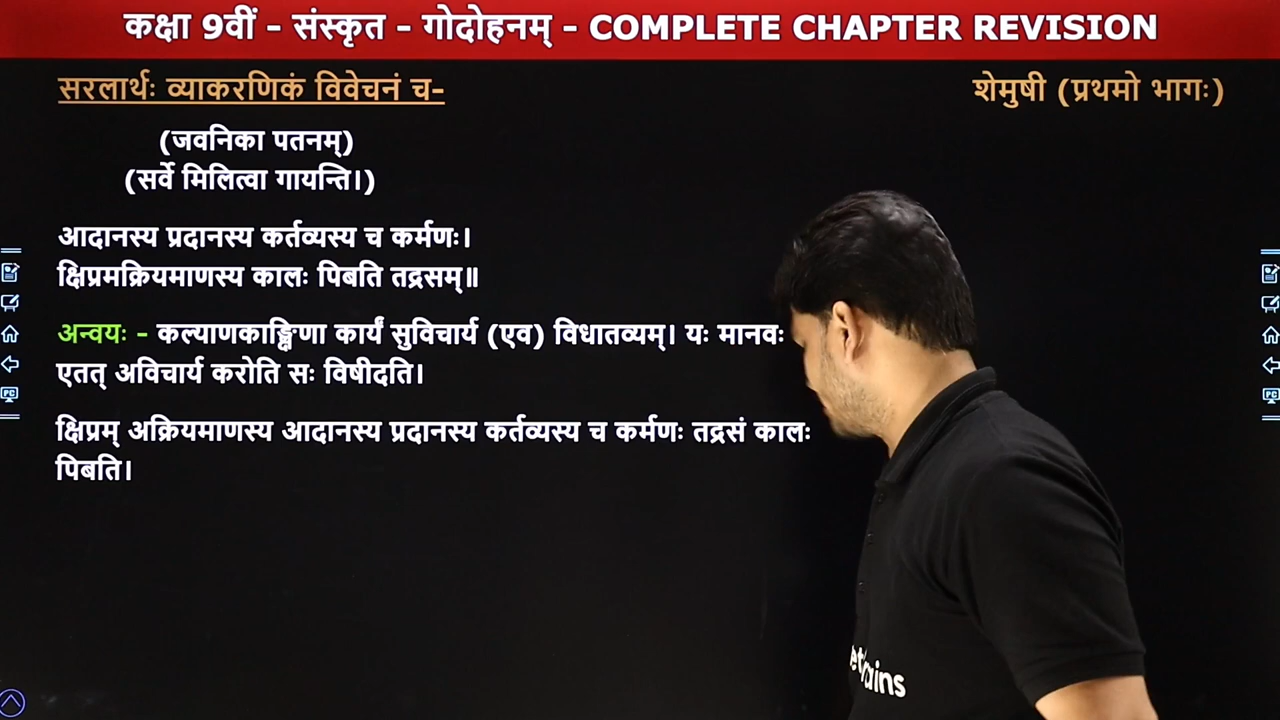 कक्षा 9वीं - संस्कृत - गोदोहनम् - COMPLETE CHAPTER REVISION
सरलार्थः व्याकरणिकं विवेचनं च-
शेमुषी (प्रथमो भागः)
(जवनिका पतनम्)
(सर्वे मिलित्वा गायन्ति।)
आदानस्य प्रदानस्य कर्तव्यस्य च कर्मणः।
क्षिप्रमक्रियमाणस्य कालः पिबति तद्रसम्॥
अन्वयः - कल्याणकाङ्क्षिणा कार्यं सुविचार्य (एव) विधातव्यम्। यः मानवः
एतत् अविचार्य करोति सः विषीदति।
क्षिप्रम् अक्रियमाणस्य आदानस्य प्रदानस्य कर्तव्यस्य च कर्मणः तद्रसं कालः
पिबति।